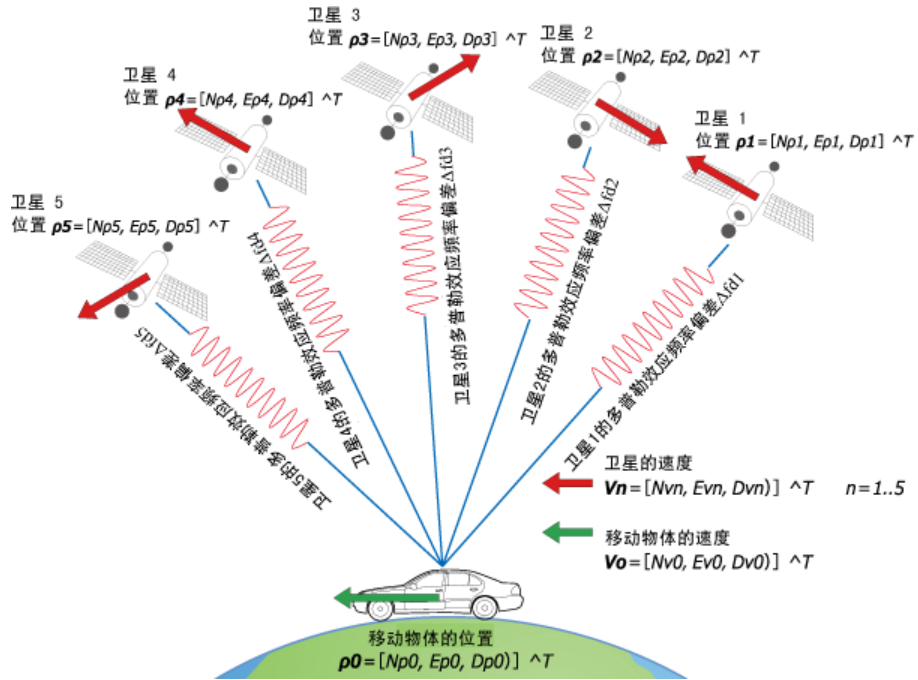 卫星 3
位置 ρ3=[Np3, Ep3, Dp3] ^T
卫星 2
位置 ρ2=[Np2, Ep2, Dp2] ^T
卫星 4
位置 ρ4=[Np4, Ep4, Dp4] ^T
卫星 1
位置 ρ1=[Np1, Ep1, Dp1] ^T
卫星 5
位置 ρ5=[Np5, Ep5, Dp5] ^T
卫星5的多普勒效应频率偏差Δfd5
卫星4的多普勒效应频率偏差Δfd4
卫星3的多普勒效应频率偏差Δfd3
卫星2的多普勒效应频率偏差Δfd2
卫星1的多普勒效应频率偏差Δfd1
卫星的速度
Vn=[Nvn, Evn, Dvn)] ^T n=1..5
移动物体的速度
Vo=[Nv0, Ev0, Dv0)] ^T
移动物体的位置
ρ0=[Np0, Ep0, Dp0)] ^T